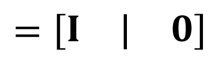 = [I | 0]